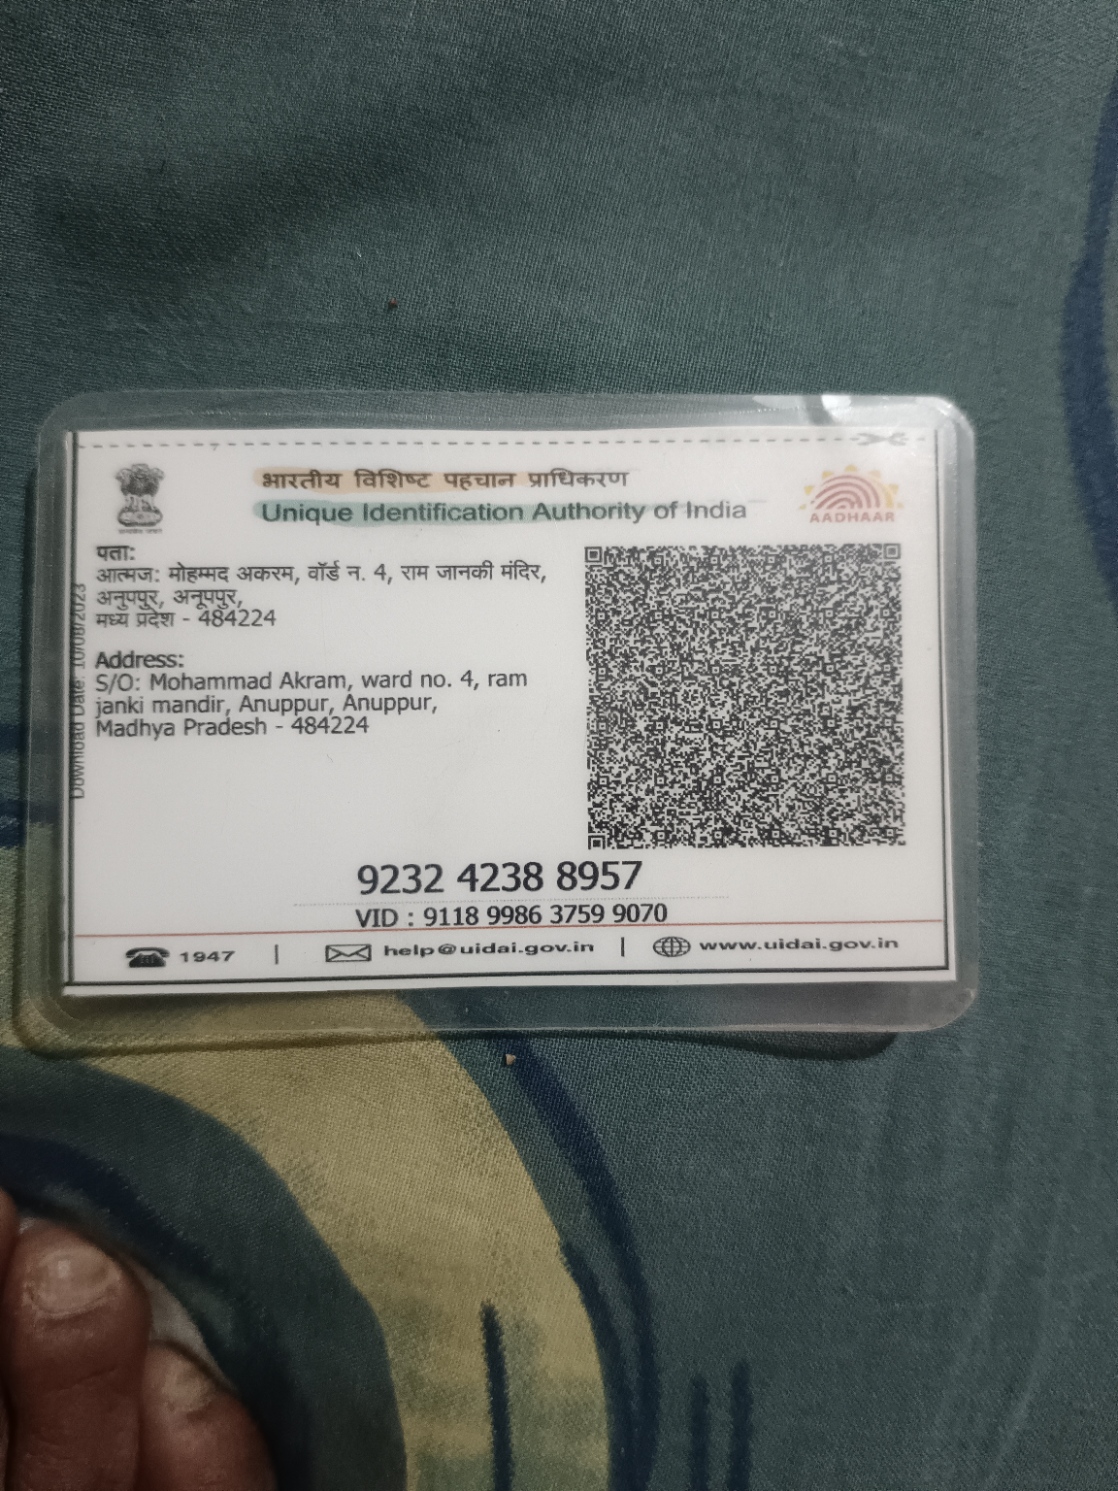 भारतीय विशिष्ट पहचान प्राधिकरण
Unique Identification Authority of India
AADHAAR
पता:
आत्मज: मोहम्मद अकरम, वॉर्ड न. 4, राम जानकी मंदिर,
अनुपपुर, अनूपपुर,
मध्य प्रदेश - 484224
Address:
S/O: Mohammad Akram, ward no. 4, ram
janki mandir, Anuppur, Anuppur,
Madhya Pradesh - 484224
Download Date: 10/08/2023
9232 4238 8957
VID : 9118 9986 3759 9070
1947 | help@uidai.gov.in | www.uidai.gov.in